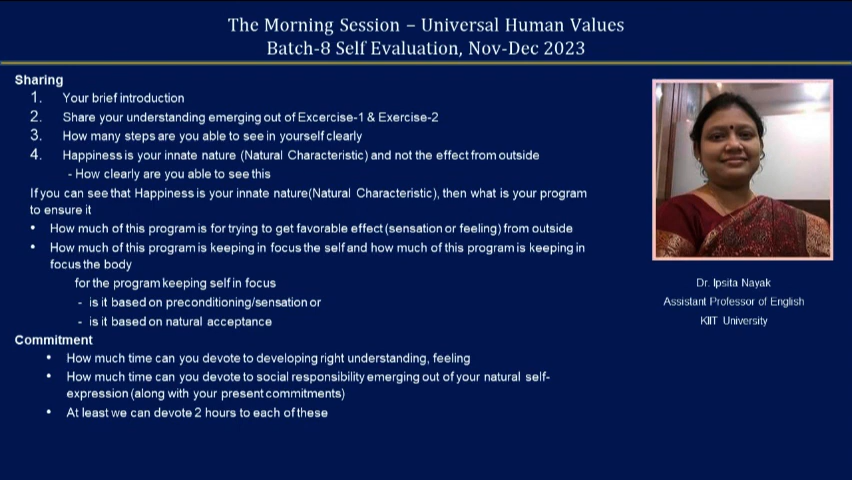 The Morning Session – Universal Human Values
Batch-8 Self Evaluation, Nov-Dec 2023
Sharing
1. Your brief introduction
2. Share your understanding emerging out of Excercise-1 & Exercise-2
3. How many steps are you able to see in yourself clearly
4. Happiness is your innate nature (Natural Characteristic) and not the effect from outside
- How clearly are you able to see this
If you can see that Happiness is your innate nature(Natural Characteristic), then what is your program
to ensure it
• How much of this program is for trying to get favorable effect (sensation or feeling) from outside
• How much of this program is keeping in focus the self and how much of this program is keeping in
focus the body
for the program keeping self in focus
- is it based on preconditioning/sensation or
- is it based on natural acceptance
Commitment
• How much time can you devote to developing right understanding, feeling
• How much time can you devote to social responsibility emerging out of your natural self-
expression (along with your present commitments)
• At least we can devote 2 hours to each of these
Dr. Ipsita Nayak
Assistant Professor of English
KIIT University